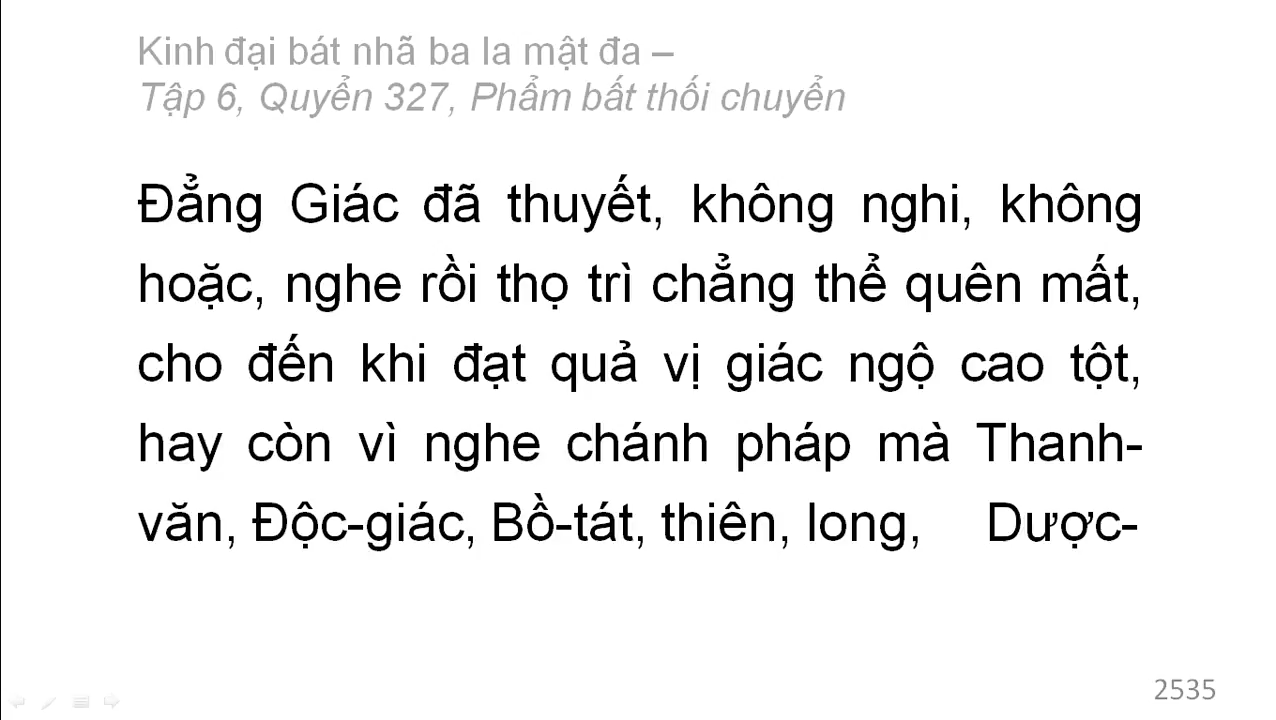 Kinh đại bát nhã ba la mật đa –
Tập 6, Quyển 327, Phẩm bất thối chuyển
Đẳng Giác đã thuyết, không nghi, không
hoặc, nghe rồi thọ trì chẳng thể quên mất,
cho đến khi đạt quả vị giác ngộ cao tột,
hay còn vì nghe chánh pháp mà Thanh-
văn, Độc-giác, Bồ-tát, thiên, long, Dược-
2535